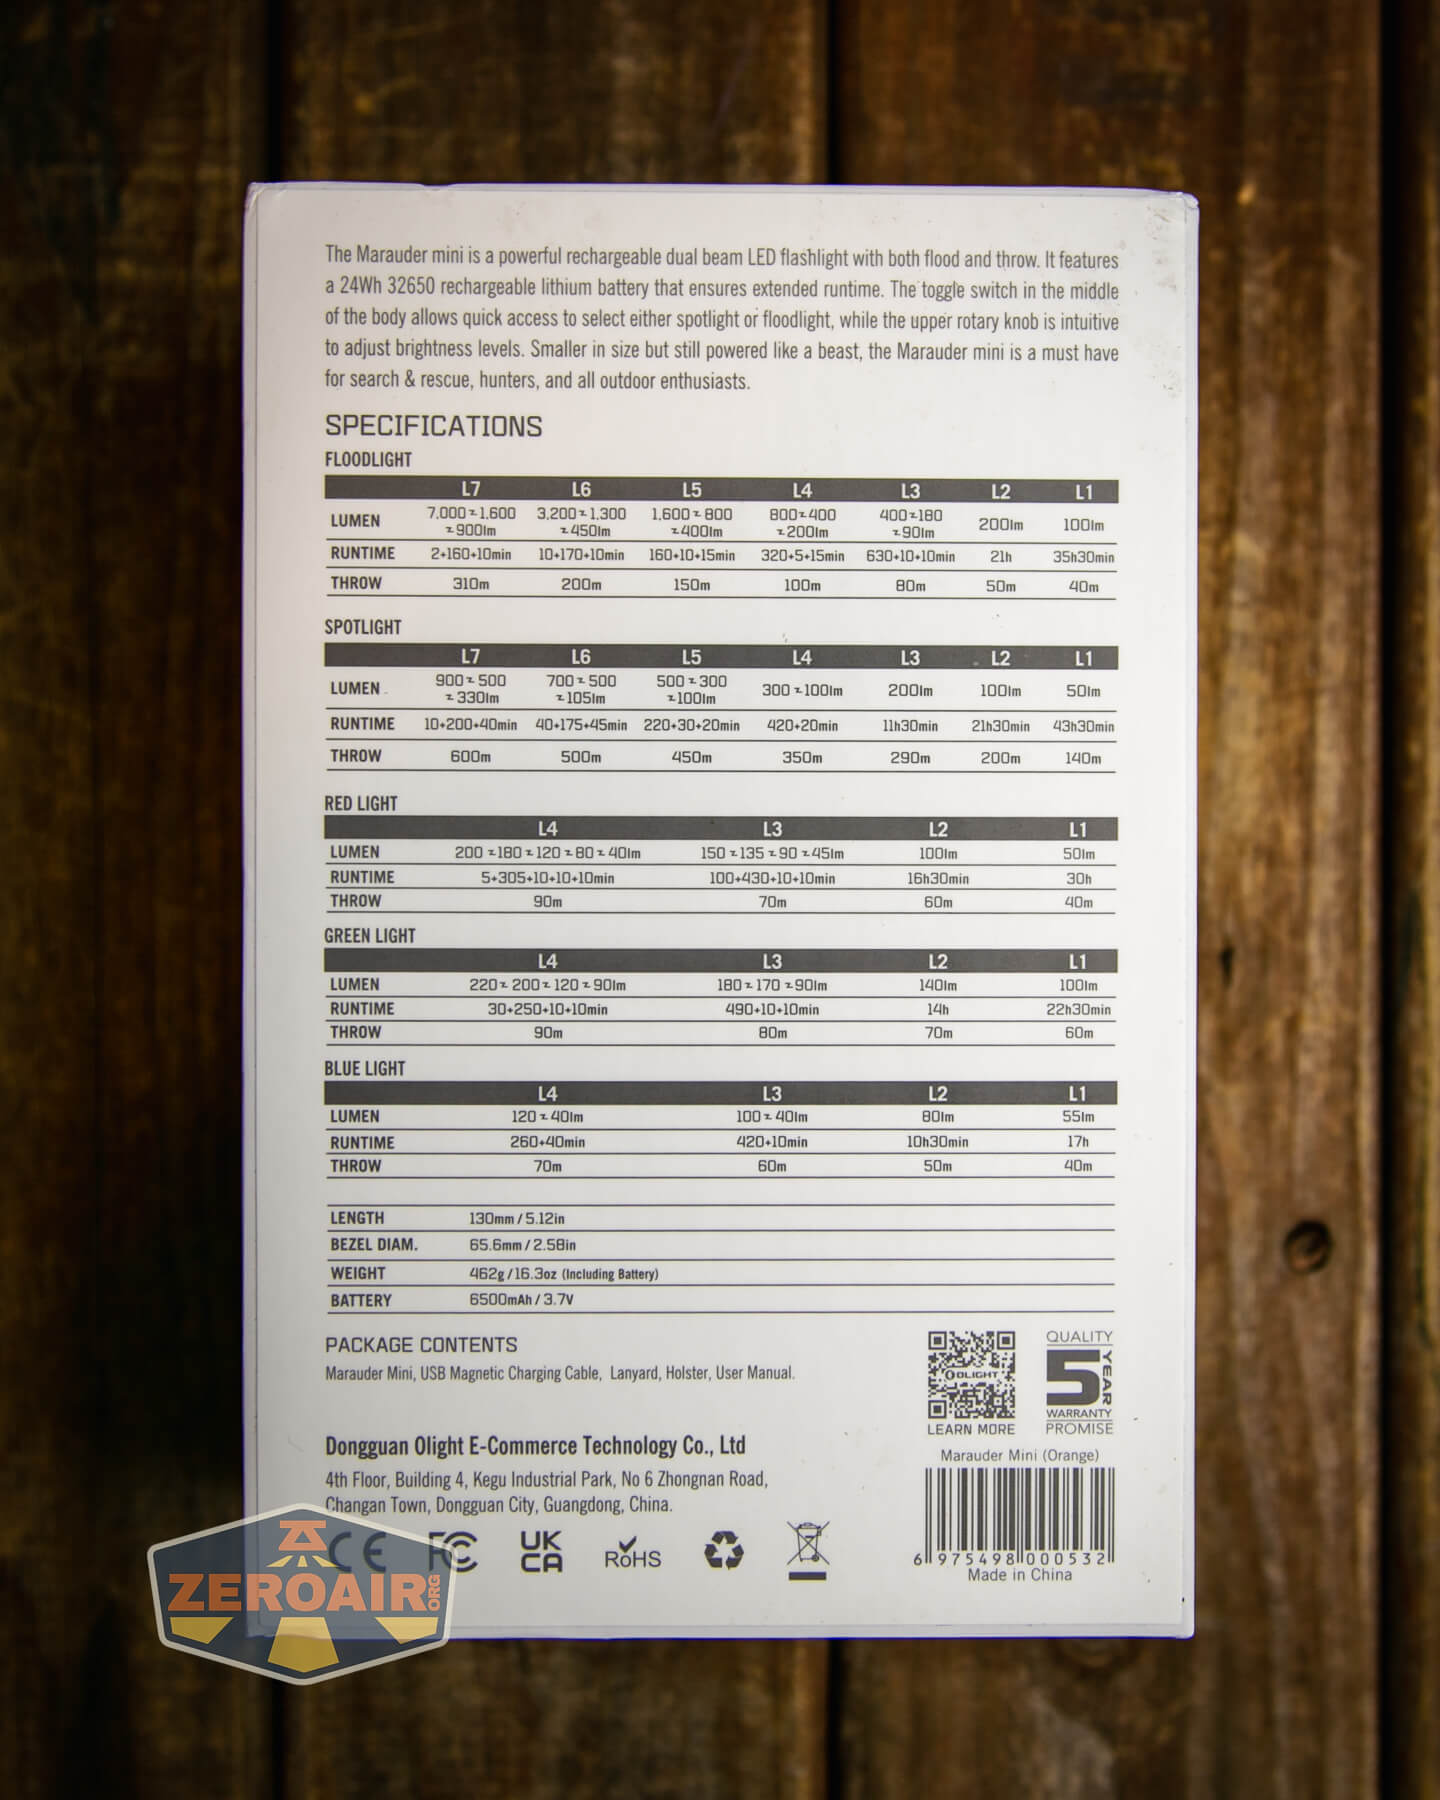 The Marauder mini is a powerful rechargeable dual beam LED flashlight with both flood and throw. It features
a 24Wh 32650 rechargeable lithium battery that ensures extended runtime. The toggle switch in the middle
of the body allows quick access to select either spotlight or floodlight, while the upper rotary knob is intuitive
to adjust brightness levels. Smaller in size but still powered like a beast, the Marauder mini is a must have
for search & rescue, hunters, and all outdoor enthusiasts.
SPECIFICATIONS
FLOODLIGHT
L7 L6 L5 L4 L3 L2 L1
LUMEN 7,000~1,600~900lm 3,200~1,300~450lm 1,600~800~400lm 800~400~200lm 400~180~90lm 200lm 100lm
RUNTIME 2+160+10min 10+170+10min 160+10+15min 320+5+15min 630+10+10min 21h 35h30min
THROW 310m 200m 150m 100m 80m 50m 40m
SPOTLIGHT
L7 L6 L5 L4 L3 L2 L1
LUMEN 900~500~330lm 700~500~105lm 500~300~100lm 300~100lm 200lm 100lm 50lm
RUNTIME 10+200+40min 40+175+45min 220+30+20min 420+20min 11h30min 21h30min 43h30min
THROW 600m 500m 450m 350m 290m 200m 140m
RED LIGHT
L4 L3 L2 L1
LUMEN 200~180~120~80~40lm 150~135~90~45lm 100lm 50lm
RUNTIME 5+305+10+10+10min 100+430+10+10min 16h30min 30h
THROW 90m 70m 60m 40m
GREEN LIGHT
L4 L3 L2 L1
LUMEN 220~200~120~90lm 180~170~90lm 140lm 100lm
RUNTIME 30+250+10+10min 490+10+10min 14h 22h30min
THROW 90m 80m 70m 60m
BLUE LIGHT
L4 L3 L2 L1
LUMEN 120~40lm 100~40lm 80lm 55lm
RUNTIME 260+40min 420+10min 10h30min 17h
THROW 70m 60m 50m 40m
LENGTH 130mm / 5.12in
BEZEL DIAM. 65.6mm / 2.58in
WEIGHT 462g / 16.3oz (Including Battery)
BATTERY 6500mAh / 3.7V
PACKAGE CONTENTS
Marauder Mini, USB Magnetic Charging Cable, Lanyard, Holster, User Manual.
OLIGHT
LEARN MORE
QUALITY
5 YEAR
WARRANTY
PROMISE
Dongguan Olight E-Commerce Technology Co., Ltd
4th Floor, Building 4, Kegu Industrial Park, No 6 Zhongnan Road,
Changan Town, Dongguan City, Guangdong, China.
Marauder Mini (Orange)
6 975498 000532
Made in China
CE FC UK CA RoHS
ZEROAIR.ORG